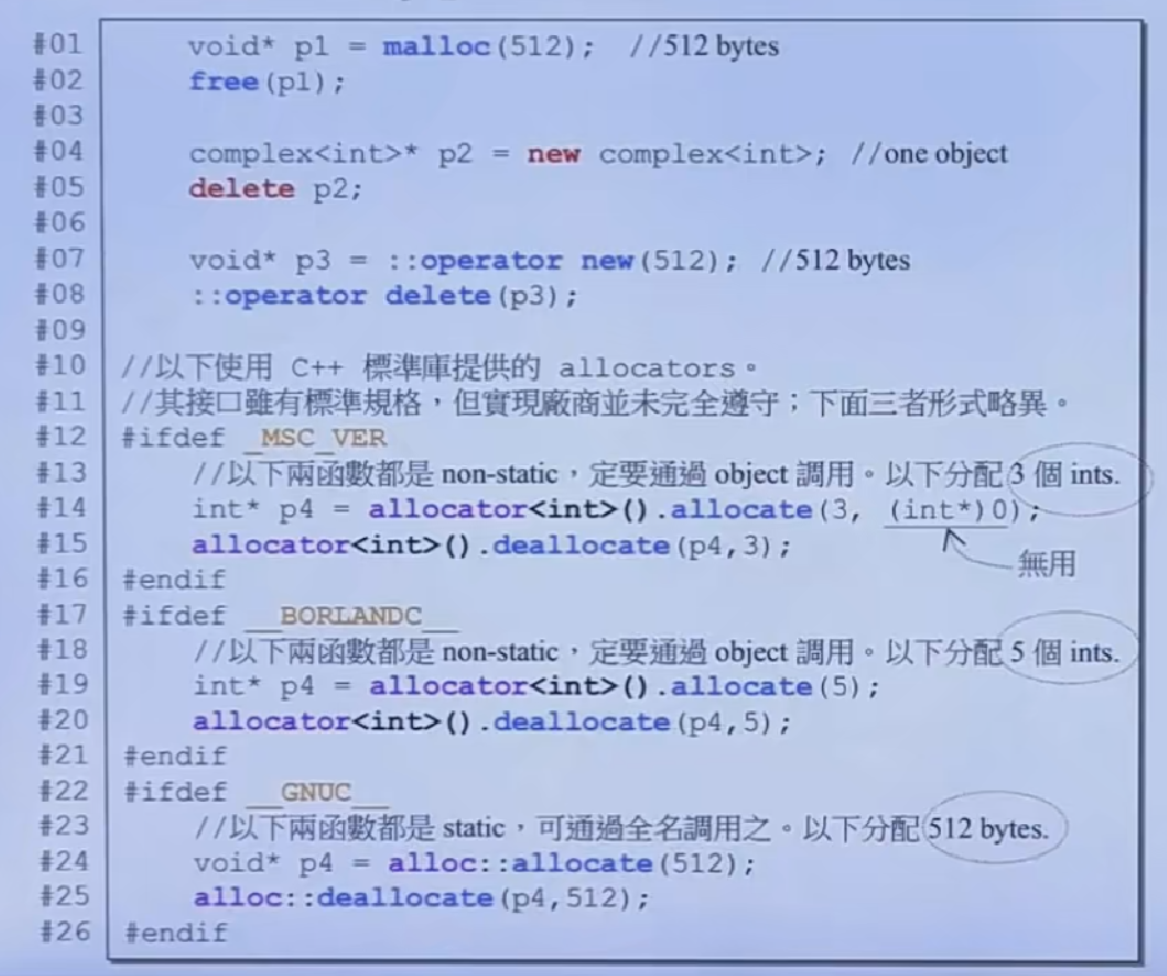 #01 void* p1 = malloc(512); //512 bytes
#02 free(p1);
#03
#04 complex<int>* p2 = new complex<int>; //one object
#05 delete p2;
#06
#07 void* p3 = ::operator new(512); //512 bytes
#08 ::operator delete(p3);
#09
#10 //以下使用 C++ 標準庫提供的 allocators。
#11 //其接口雖有標準規格，但實現廠商並未完全遵守；下面三者形式略異。
#12 #ifdef _MSC_VER
#13 //以下兩函數都是 non-static，定要通過 object 調用。以下分配 3 個 ints.
#14 int* p4 = allocator<int>().allocate(3, (int*)0);
#15 allocator<int>().deallocate(p4,3);
無用
#16 #endif
#17 #ifdef __BORLANDC__
#18 //以下兩函數都是 non-static，定要通過 object 調用。以下分配 5 個 ints.
#19 int* p4 = allocator<int>().allocate(5);
#20 allocator<int>().deallocate(p4,5);
#21 #endif
#22 #ifdef __GNUC__
#23 //以下兩函數都是 static，可通過全名調用之。以下分配 512 bytes.
#24 void* p4 = alloc::allocate(512);
#25 alloc::deallocate(p4,512);
#26 #endif